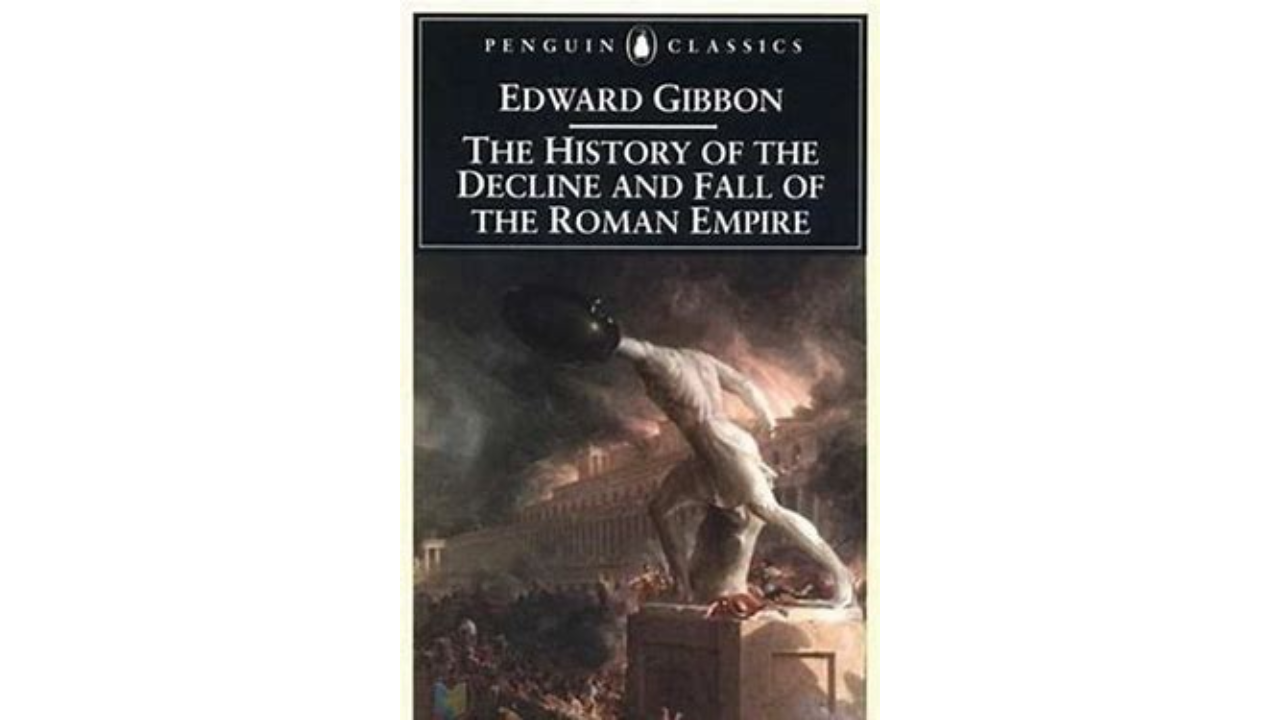 PENGUIN CLASSICS
EDWARD GIBBON
THE HISTORY OF THE
DECLINE AND FALL OF
THE ROMAN EMPIRE